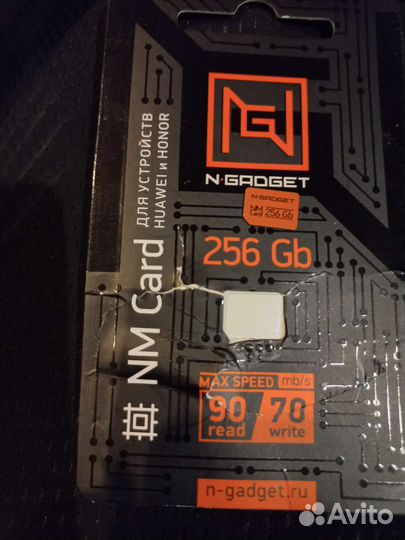 N·GADGET
N·GADGET
NM Card 256 Gb
256 Gb
NM Card
ДЛЯ УСТРОЙСТВ
HUAWEI и HONOR
MAX SPEED mb/s
90 / 70
read write
n-gadget.ru
Avito